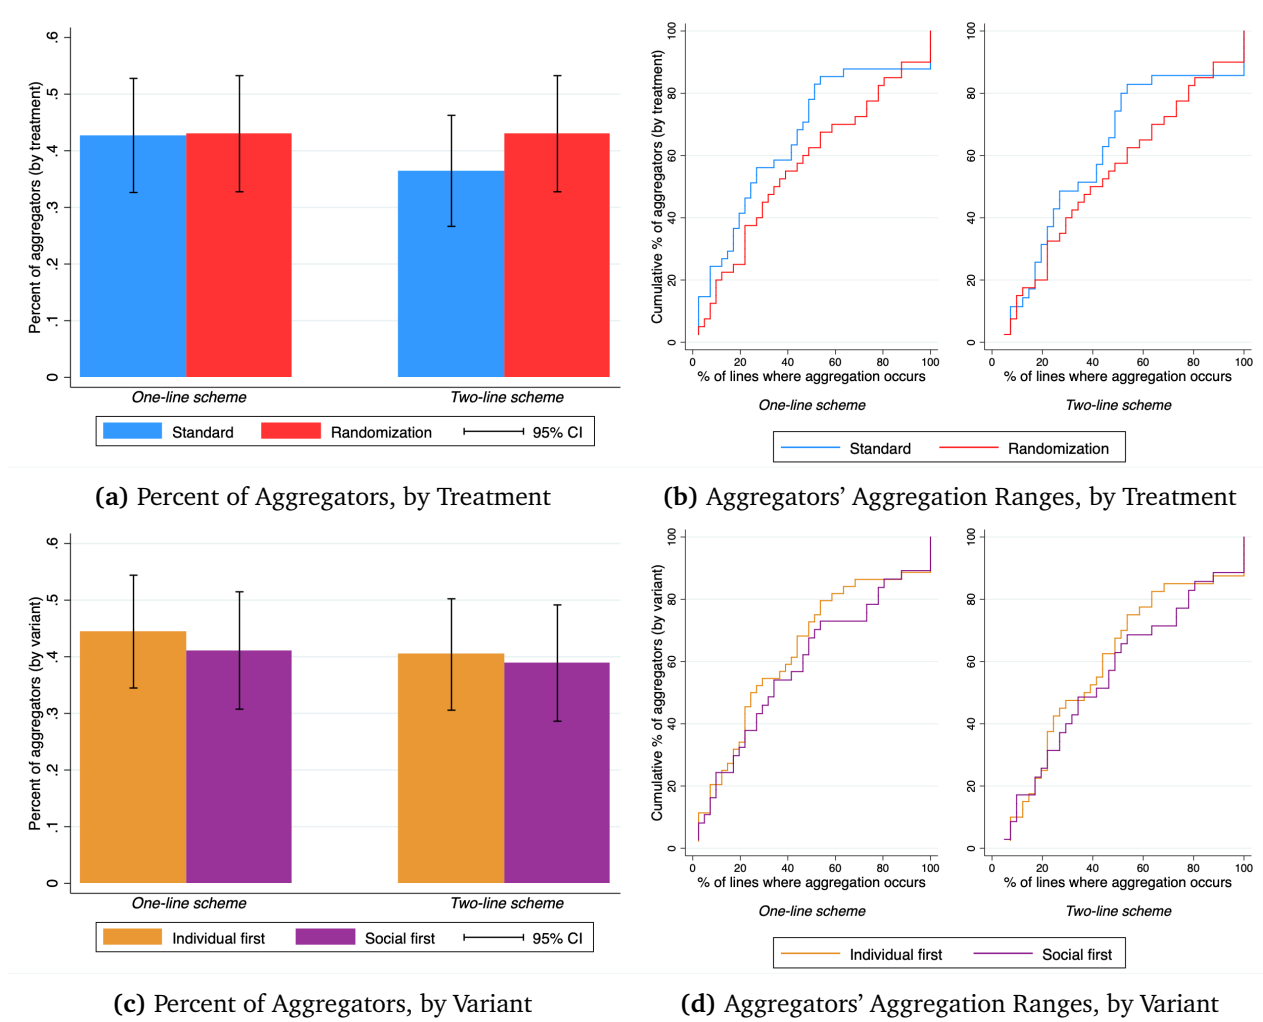 Percent of aggregators (by treatment)
.6
.5
.4
.3
.2
.1
0
One-line scheme
Two-line scheme
Standard
Randomization
95% CI
(a) Percent of Aggregators, by Treatment
Cumulative % of aggregators (by treatment)
100
80
60
40
20
0
0 20 40 60 80 100
% of lines where aggregation occurs
One-line scheme
100
80
60
40
20
0
0 20 40 60 80 100
% of lines where aggregation occurs
Two-line scheme
Standard
Randomization
(b) Aggregators’ Aggregation Ranges, by Treatment
Percent of aggregators (by variant)
.6
.5
.4
.3
.2
.1
0
One-line scheme
Two-line scheme
Individual first
Social first
95% CI
(c) Percent of Aggregators, by Variant
Cumulative % of aggregators (by variant)
100
80
60
40
20
0
0 20 40 60 80 100
% of lines where aggregation occurs
One-line scheme
100
80
60
40
20
0
0 20 40 60 80 100
% of lines where aggregation occurs
Two-line scheme
Individual first
Social first
(d) Aggregators’ Aggregation Ranges, by Variant